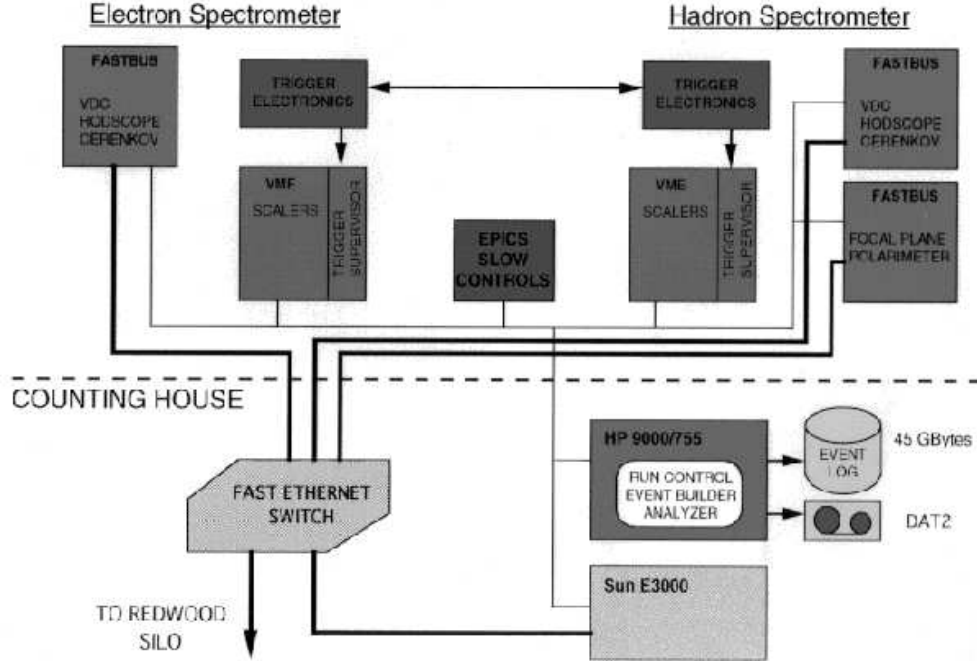 Electron Spectrometer
Hadron Spectrometer
FASTBUS
VDC
HODSCOPE
CERENKOV
TRIGGER
ELECTRONICS
TRIGGER
ELECTRONICS
FASTBUS
VDC
HODSCOPE
CERENKOV
VME
SCALERS
TRIGGER
SUPERVISOR
EPICS
SLOW
CONTROLS
VME
SCALERS
TRIGGER
SUPERVISOR
FASTBUS
FOCAL PLANE
POLARIMETER
COUNTING HOUSE
FAST ETHERNET
SWITCH
HP 9000/755
RUN CONTROL
EVENT BUILDER
ANALYZER
EVENT
LOG
45 GBytes
DAT2
Sun E3000
TO REDWOOD
SILO